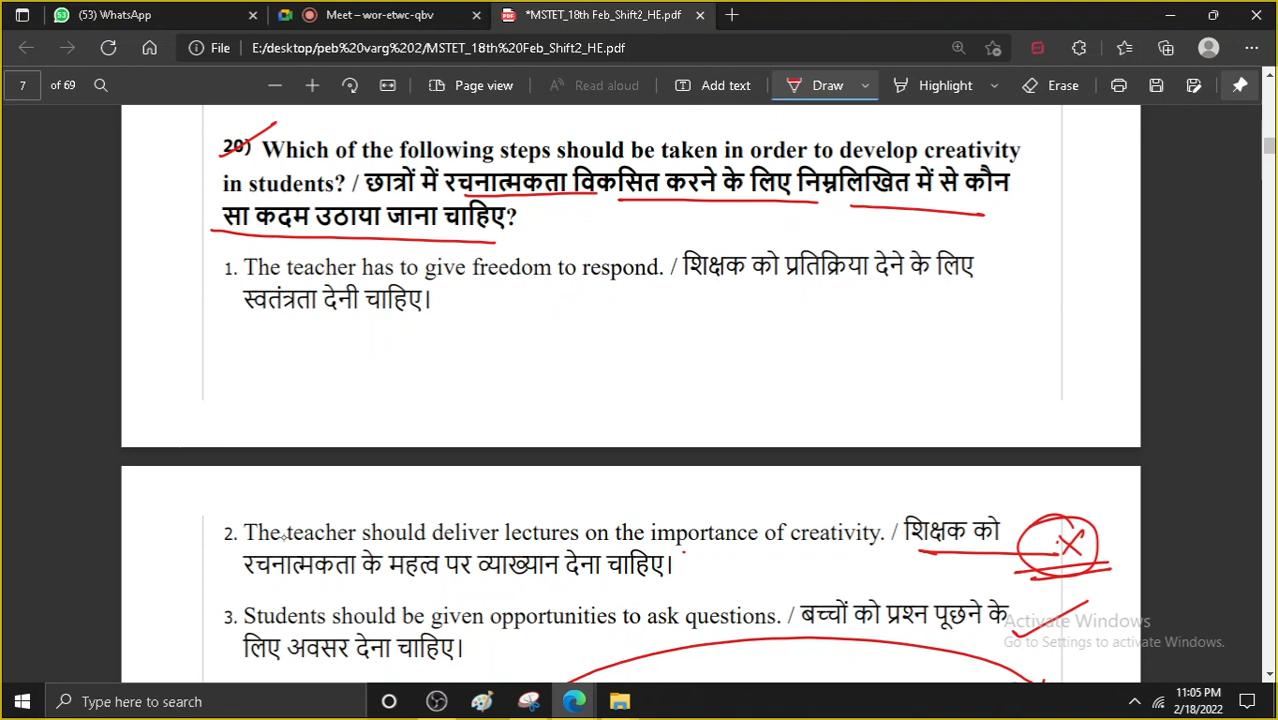 (53) WhatsApp
Meet – wor-etwc-qbv
*MSTET_18th Feb_Shift2_HE.pdf
File E:/desktop/peb%20varg%202/MSTET_18th%20Feb_Shift2_HE.pdf
7 of 69
Page view
Read aloud
Add text
Draw
Highlight
Erase
20) Which of the following steps should be taken in order to develop creativity
in students? / छात्रों में रचनात्मकता विकसित करने के लिए निम्नलिखित में से कौन
सा कदम उठाया जाना चाहिए?
1. The teacher has to give freedom to respond. / शिक्षक को प्रतिक्रिया देने के लिए
स्वतंत्रता देनी चाहिए।
2. The teacher should deliver lectures on the importance of creativity. / शिक्षक को
रचनात्मकता के महत्व पर व्याख्यान देना चाहिए।
3. Students should be given opportunities to ask questions. / बच्चों को प्रश्न पूछने के
लिए अवसर देना चाहिए।
Activate Windows
Go to Settings to activate Windows.
Type here to search
11:05 PM
2/18/2022